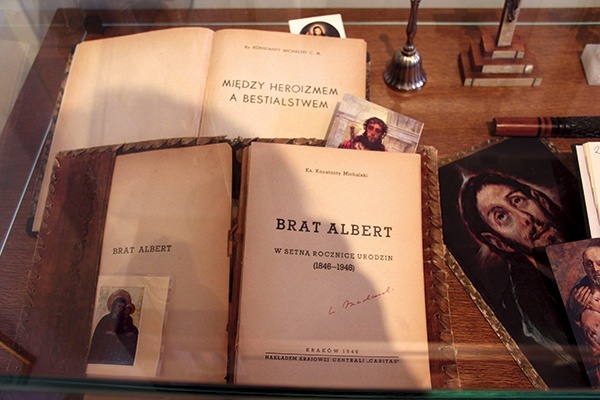 Ks. KONSTANTY MICHALSKI C. M.
MIĘDZY HEROIZMEM
A BESTIALSTWEM
BRAT ALBERT
Ks. Konstanty Michalski
BRAT ALBERT
W SETNĄ ROCZNICĘ URODZIN
(1846—1946)
KRAKÓW 1946
NAKŁADEM KRAJOWEJ CENTRALI „CARITAS"